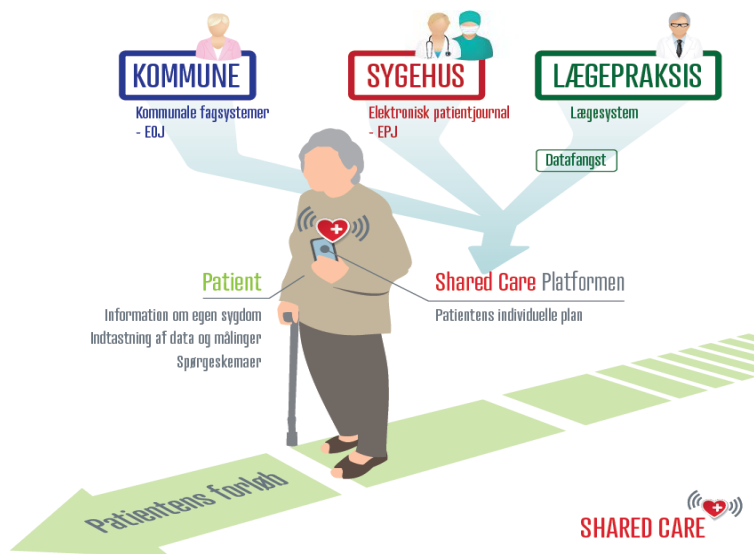 KOMMUNE
Kommunale fagsystemer
- EOJ
SYGEHUS
Elektronisk patientjournal
- EPJ
LÆGEPRAKSIS
Lægesystem
Datafangst
Patient
Information om egen sygdom
Indtastning af data og målinger
Spørgeskemaer
Shared Care Platformen
Patientens individuelle plan
Patientens forløb
SHARED CARE